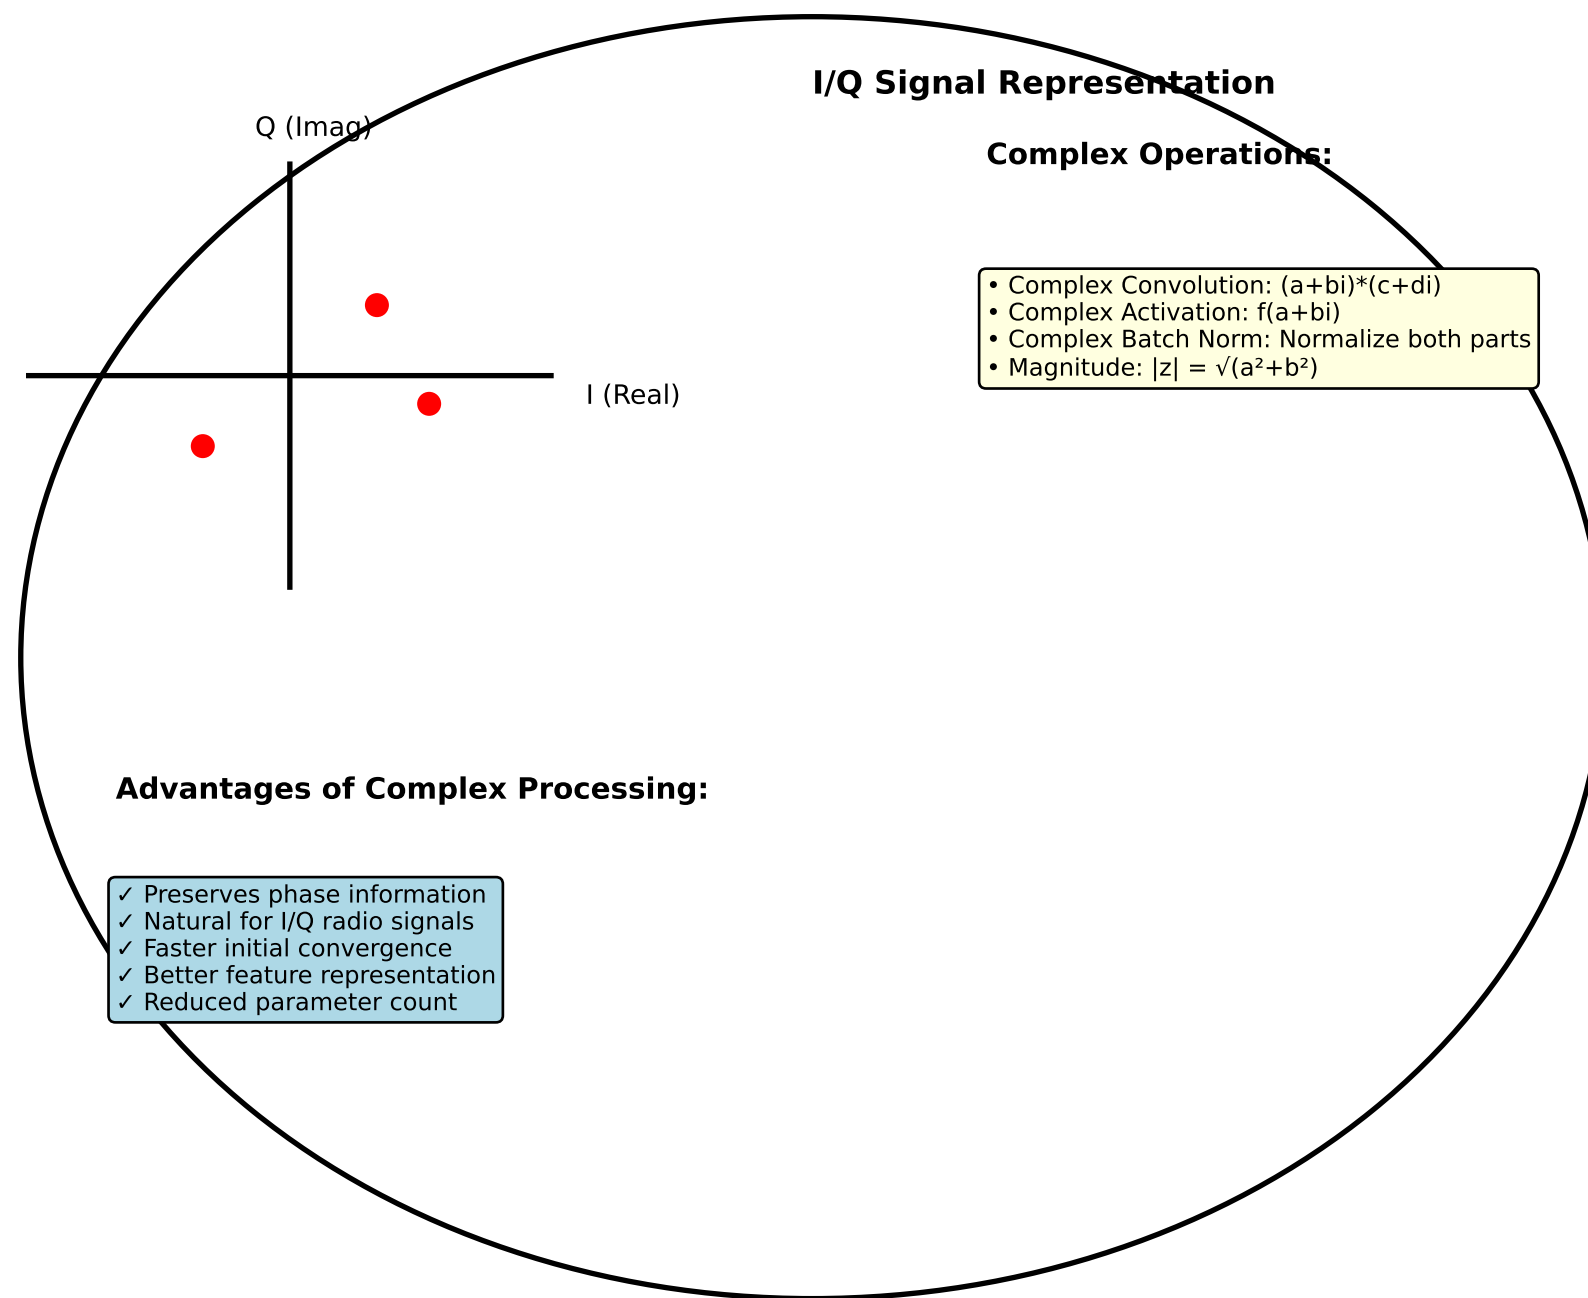 I/Q Signal Representation
Q (Imag)
I (Real)
Complex Operations:
• Complex Convolution: (a+bi)*(c+di)
• Complex Activation: f(a+bi)
• Complex Batch Norm: Normalize both parts
• Magnitude: |z| = √(a²+b²)
Advantages of Complex Processing:
✓ Preserves phase information
✓ Natural for I/Q radio signals
✓ Faster initial convergence
✓ Better feature representation
✓ Reduced parameter count